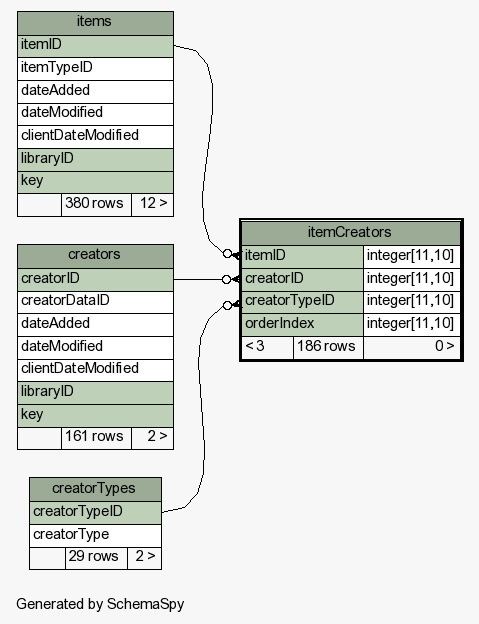 items
itemID
itemTypeID
dateAdded
dateModified
clientDateModified
libraryID
key
380 rows 12 >
creators
creatorID
creatorDataID
dateAdded
dateModified
clientDateModified
libraryID
key
161 rows 2 >
creatorTypes
creatorTypeID
creatorType
29 rows 2 >
itemCreators
itemID integer[11,10]
creatorID integer[11,10]
creatorTypeID integer[11,10]
orderIndex integer[11,10]
< 3 186 rows 0 >
Generated by SchemaSpy